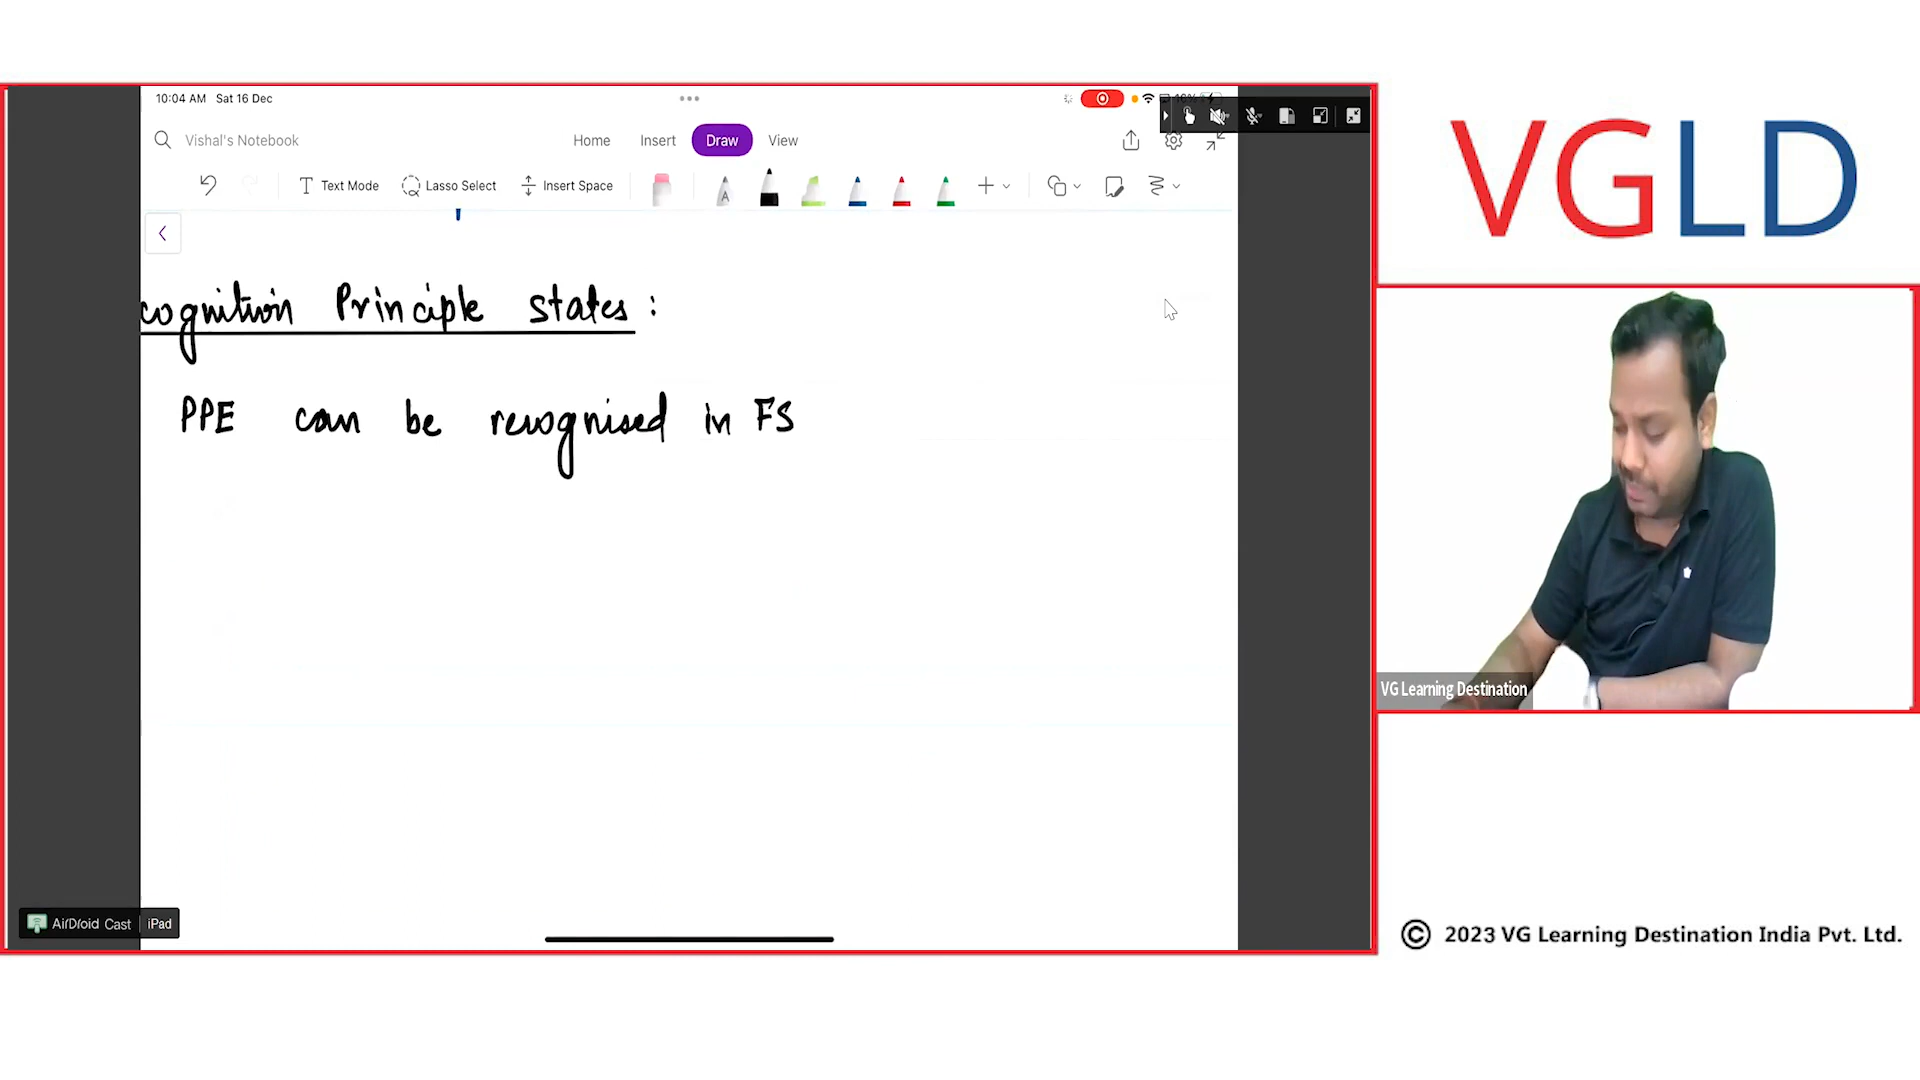 10:04 AM Sat 16 Dec
Vishal's Notebook
Home Insert Draw View
Text Mode Lasso Select Insert Space
cognition Principle states :
PPE can be recognised in FS
AirDroid Cast iPad
VGLD
VG Learning Destination
© 2023 VG Learning Destination India Pvt. Ltd.